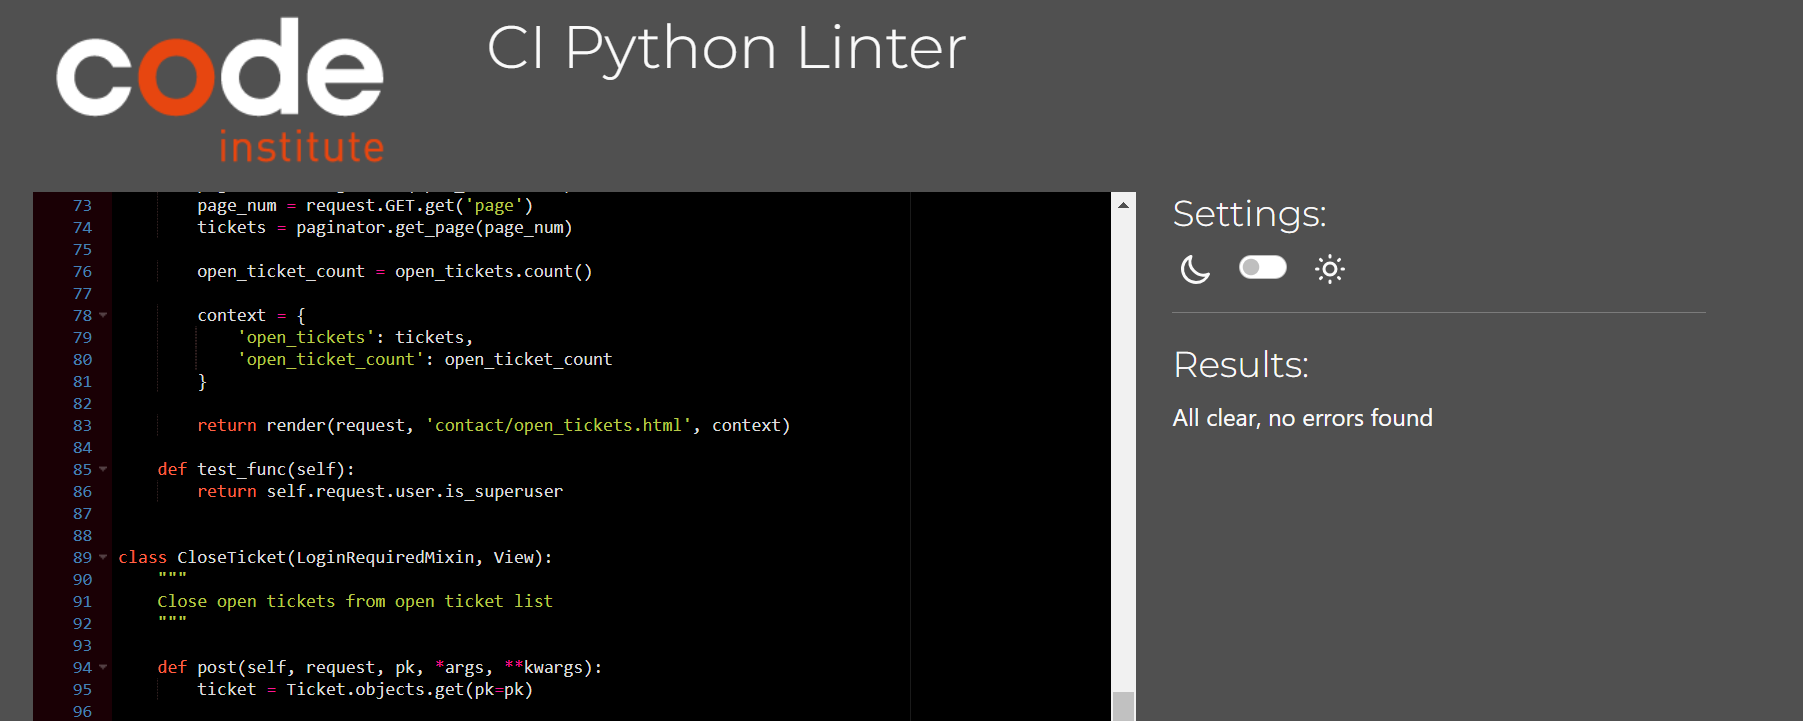 code
institute
CI Python Linter
73 page_num = request.GET.get('page')
74 tickets = paginator.get_page(page_num)
75
76 open_ticket_count = open_tickets.count()
77
78 context = {
79 'open_tickets': tickets,
80 'open_ticket_count': open_ticket_count
81 }
82
83 return render(request, 'contact/open_tickets.html', context)
84
85 def test_func(self):
86 return self.request.user.is_superuser
87
88
89 class CloseTicket(LoginRequiredMixin, View):
90 """
91 Close open tickets from open ticket list
92 """
93
94 def post(self, request, pk, *args, **kwargs):
95 ticket = Ticket.objects.get(pk=pk)
96
Settings:
Results:
All clear, no errors found